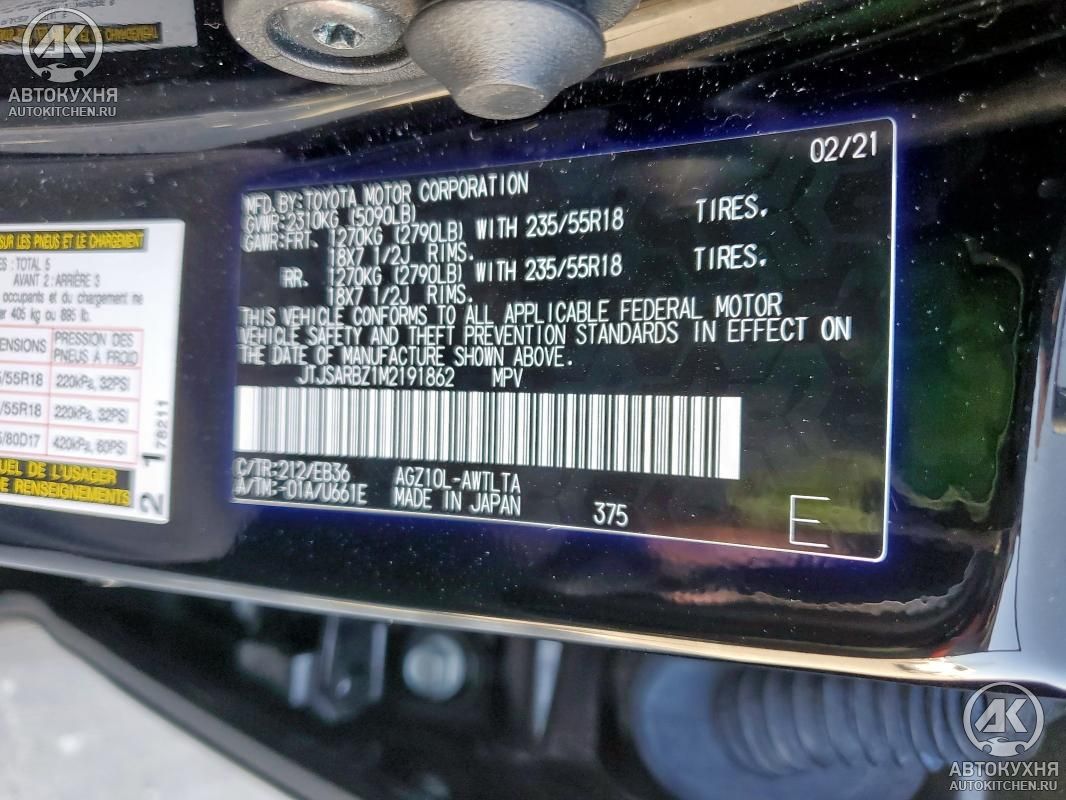 АВТОКУХНЯ
AUTOKITCHEN.RU
02/21
MFD.BY:TOYOTA MOTOR CORPORATION
GVWR:2310KG (5090LB)
GAWR:FRT. 1270KG (2790LB) WITH 235/55R18 TIRES.
18X7 1/2J RIMS.
RR. 1270KG (2790LB) WITH 235/55R18 TIRES.
18X7 1/2J RIMS.
THIS VEHICLE CONFORMS TO ALL APPLICABLE FEDERAL MOTOR
VEHICLE SAFETY AND THEFT PREVENTION STANDARDS IN EFFECT ON
THE DATE OF MANUFACTURE SHOWN ABOVE.
JTJSARBZ1M2191862 MPV
C/TR:212/EB36 AGZ10L-AWTLTA
A/TM:-01A/U661E MADE IN JAPAN 375
E
SUR LES PNEUS ET LE CHARGEMENT
: TOTAL 5
AVANT 2 : ARRIÈRE 3
occupants et du chargement ne
405 kg ou 895 lb.
PRESSION DES
PNEUS À FROID
/55R18 220kPa, 32PSI
/55R18 220kPa, 32PSI
/80D17 420kPa, 60PSI
DE L'USAGER
DE RENSEIGNEMENTS
2 1 78211
АВТОКУХНЯ
AUTOKITCHEN.RU